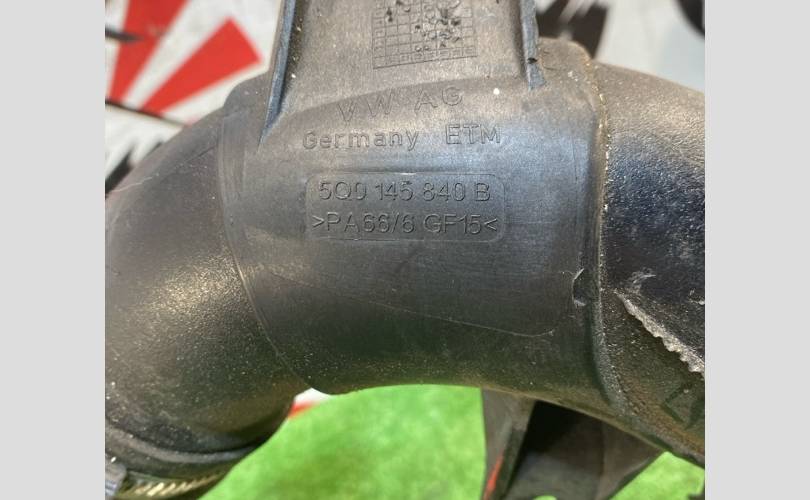 VW AG
Germany ETM
5Q0 145 840 B
>PA66/6 GF15<